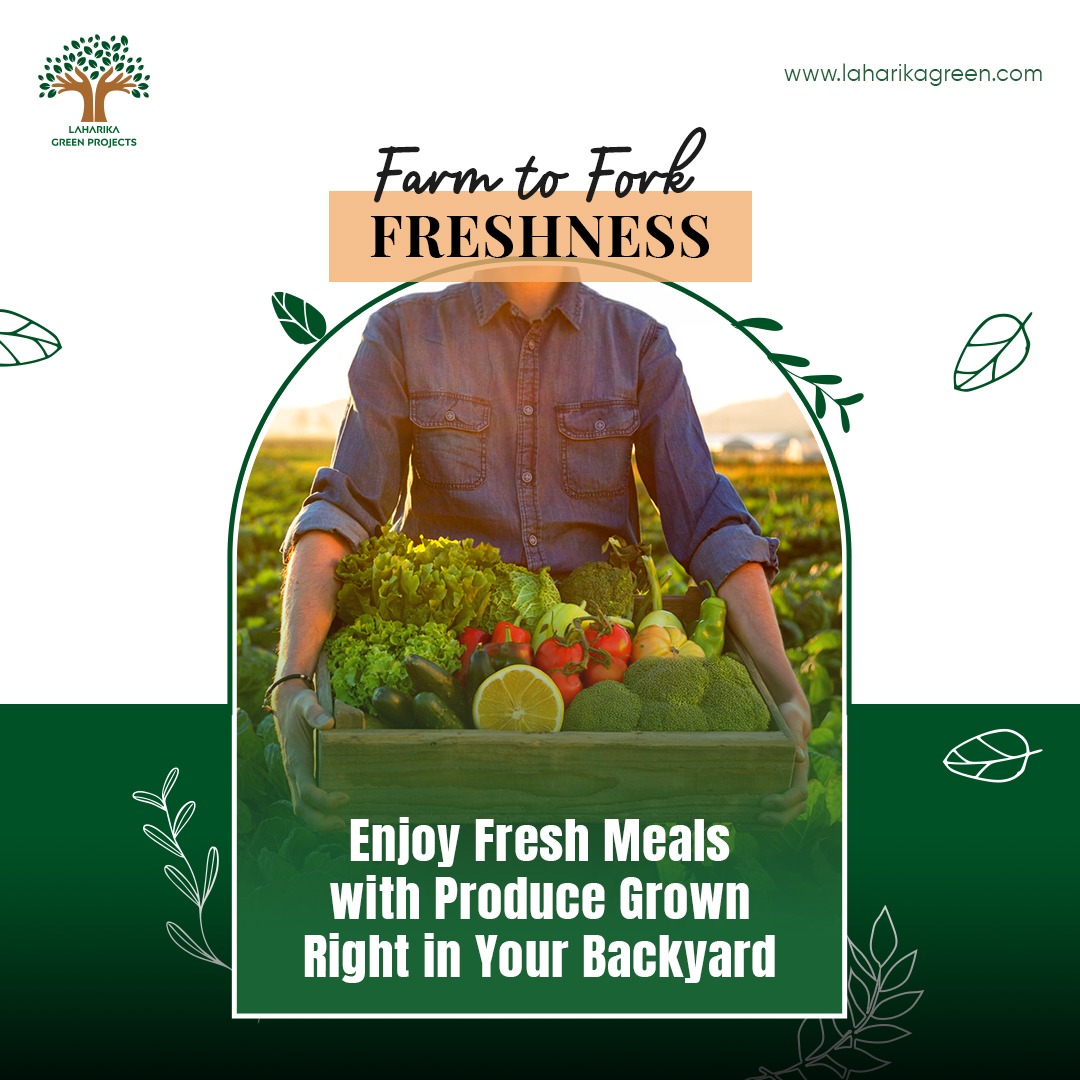 LAHARIKA
GREEN PROJECTS
www.laharikagreen.com
Farm to Fork
FRESHNESS
Enjoy Fresh Meals
with Produce Grown
Right in Your Backyard